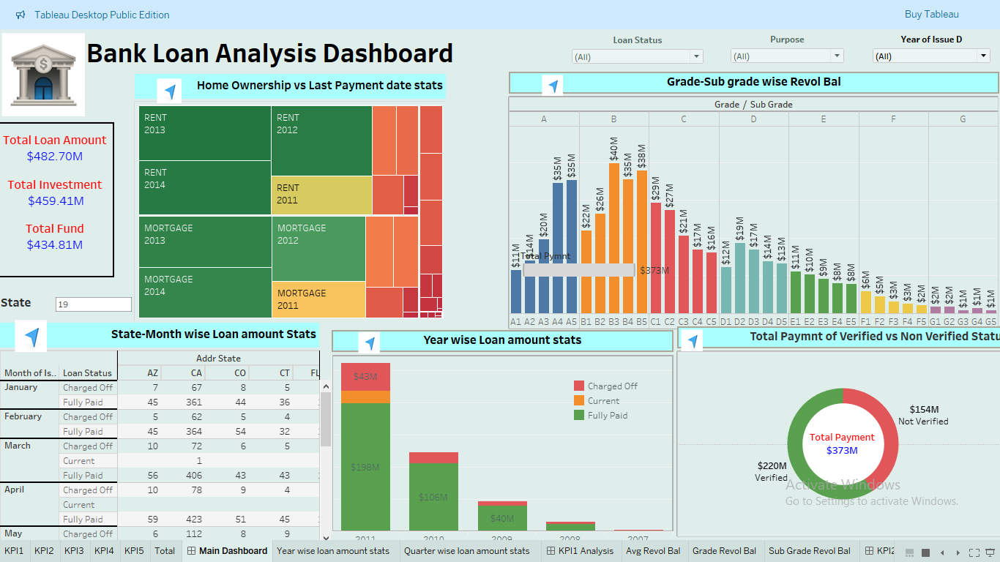 Tableau Desktop Public Edition
Buy Tableau
Bank Loan Analysis Dashboard
Loan Status
(All)
Purpose
(All)
Year of Issue D
(All)
Total Loan Amount
$482.70M
Total Investment
$459.41M
Total Fund
$434.81M
State
19
Home Ownership vs Last Payment date stats
RENT
2013
RENT
2012
RENT
2014
RENT
2011
MORTGAGE
2013
MORTGAGE
2012
MORTGAGE
2014
MORTGAGE
2011
Grade-Sub grade wise Revol Bal
Grade / Sub Grade
A B C D E F G
$11M $14M $20M $35M $35M $22M $26M $40M $35M $38M $29M $27M $21M $17M $16M $12M $19M $17M $14M $13M $11M $10M $9M $8M $8M $6M $5M $3M $3M $2M $2M $2M $1M $1M $1M
Total Pymnt
$373M
A1 A2 A3 A4 A5 B1 B2 B3 B4 B5 C1 C2 C3 C4 C5 D1 D2 D3 D4 D5 E1 E2 E3 E4 E5 F1 F2 F3 F4 F5 G1 G2 G3 G4 G5
State-Month wise Loan amount Stats
Addr State
Month of Is.. Loan Status AZ CA CO CT FL
January Charged Off 7 67 8 5
Fully Paid 45 361 44 36
February Charged Off 5 62 5 4
Fully Paid 45 364 54 32
March Charged Off 10 72 6 5
Current 1
Fully Paid 56 406 43 43
April Charged Off 10 78 9 4
Current
Fully Paid 59 423 51 45
May Charged Off 6 112 8 9
Year wise Loan amount stats
$43M
$198M
$106M
$40M
Charged Off
Current
Fully Paid
2011 2010 2009 2008 2007
Total Paymnt of Verified vs Non Verified Statu
$154M
Not Verified
Total Payment
$373M
$220M
Verified
Activate Windows
Go to Settings to activate Windows.
KPI1 KPI2 KPI3 KPI4 KPI5 Total Main Dashboard Year wise loan amount stats Quarter wise loan amount stats KPI1 Analysis Avg Revol Bal Grade Revol Bal Sub Grade Revol Bal KPI2